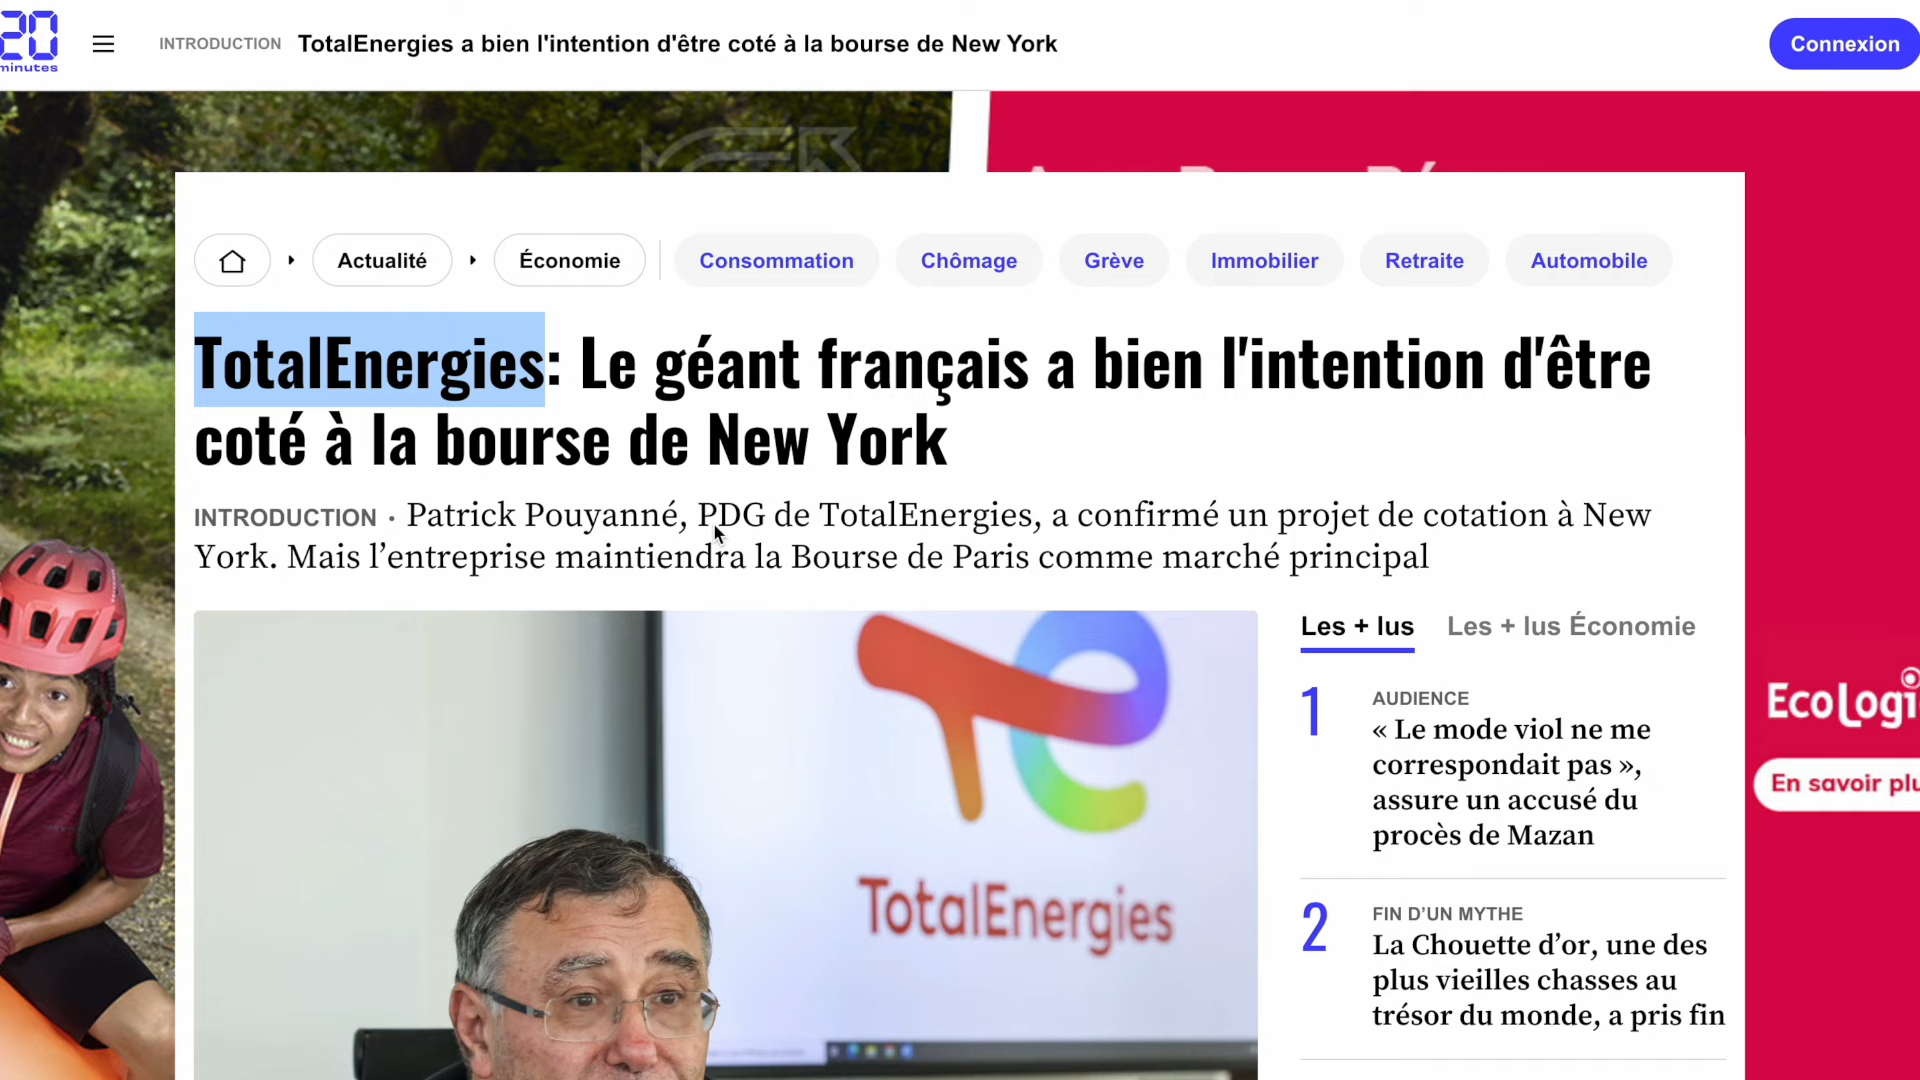 20
minutes
INTRODUCTION TotalEnergies a bien l'intention d'être coté à la bourse de New York
Connexion
Actualité
Économie
Consommation
Chômage
Grève
Immobilier
Retraite
Automobile
TotalEnergies: Le géant français a bien l'intention d'être
coté à la bourse de New York
INTRODUCTION • Patrick Pouyanné, PDG de TotalEnergies, a confirmé un projet de cotation à New
York. Mais l’entreprise maintiendra la Bourse de Paris comme marché principal
TotalEnergies
Les + lus
Les + lus Économie
1
AUDIENCE
« Le mode viol ne me
correspondait pas »,
assure un accusé du
procès de Mazan
2
FIN D’UN MYTHE
La Chouette d’or, une des
plus vieilles chasses au
trésor du monde, a pris fin
En savoir